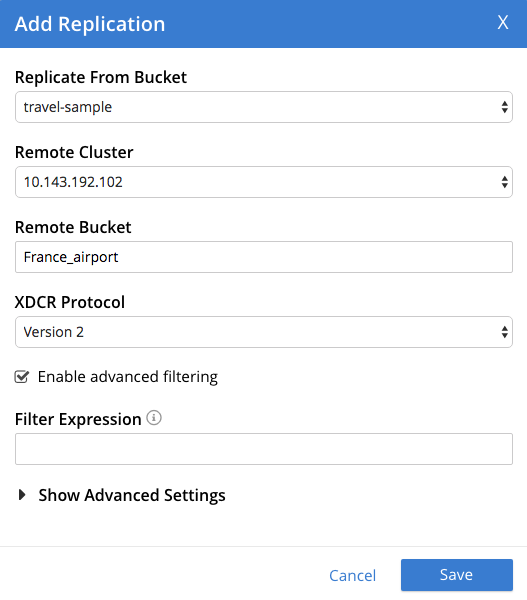 Add Replication X
Replicate From Bucket
travel-sample
Remote Cluster
10.143.192.102
Remote Bucket
France_airport
XDCR Protocol
Version 2
Enable advanced filtering
Filter Expression
Show Advanced Settings
Cancel Save